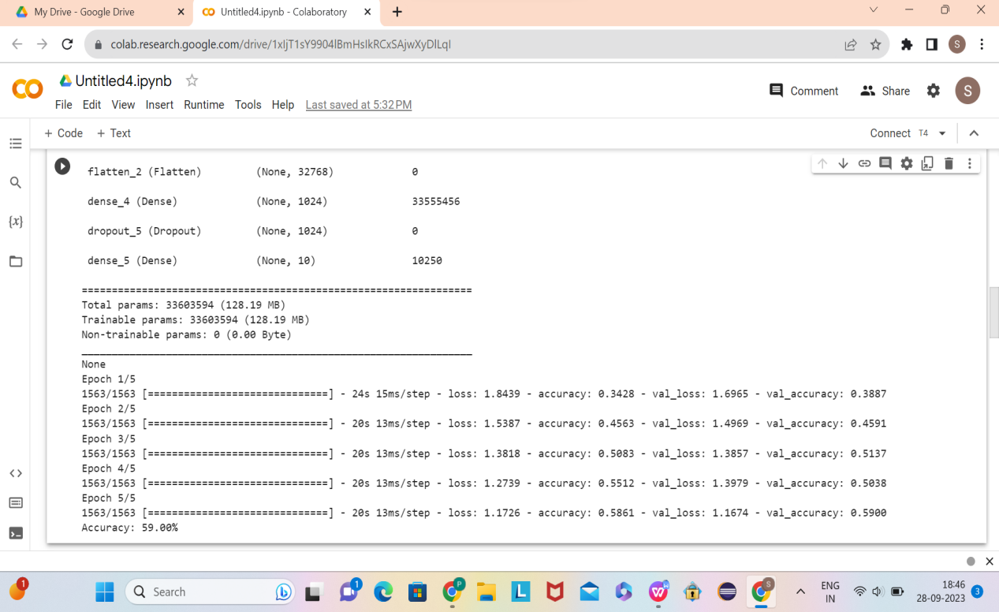 My Drive - Google Drive
Untitled4.ipynb - Colaboratory
colab.research.google.com/drive/1xIjT1sY9904lBmHsIkRCxSAjwXyDILqI
S
Untitled4.ipynb
File Edit View Insert Runtime Tools Help Last saved at 5:32 PM
Comment Share S
+ Code + Text
Connect T4
{x}
flatten_2 (Flatten) (None, 32768) 0
dense_4 (Dense) (None, 1024) 33555456
dropout_5 (Dropout) (None, 1024) 0
dense_5 (Dense) (None, 10) 10250
=================================================================
Total params: 33603594 (128.19 MB)
Trainable params: 33603594 (128.19 MB)
Non-trainable params: 0 (0.00 Byte)
_________________________________________________________________
None
Epoch 1/5
1563/1563 [==============================] - 24s 15ms/step - loss: 1.8439 - accuracy: 0.3428 - val_loss: 1.6965 - val_accuracy: 0.3887
Epoch 2/5
1563/1563 [==============================] - 20s 13ms/step - loss: 1.5387 - accuracy: 0.4563 - val_loss: 1.4969 - val_accuracy: 0.4591
Epoch 3/5
1563/1563 [==============================] - 20s 13ms/step - loss: 1.3818 - accuracy: 0.5083 - val_loss: 1.3857 - val_accuracy: 0.5137
Epoch 4/5
1563/1563 [==============================] - 20s 13ms/step - loss: 1.2739 - accuracy: 0.5512 - val_loss: 1.3979 - val_accuracy: 0.5038
Epoch 5/5
1563/1563 [==============================] - 20s 13ms/step - loss: 1.1726 - accuracy: 0.5861 - val_loss: 1.1674 - val_accuracy: 0.5900
Accuracy: 59.00%
1
Search
1
P
L
W
S
ENG
IN
18:46
28-09-2023
3